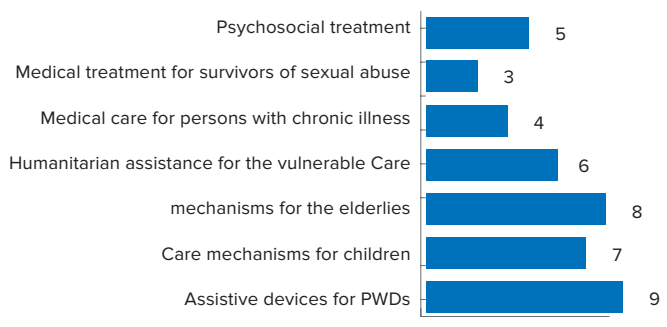 Psychosocial treatment 5
Medical treatment for survivors of sexual abuse 3
Medical care for persons with chronic illness 4
Humanitarian assistance for the vulnerable Care 6
mechanisms for the elderlies 8
Care mechanisms for children 7
Assistive devices for PWDs 9